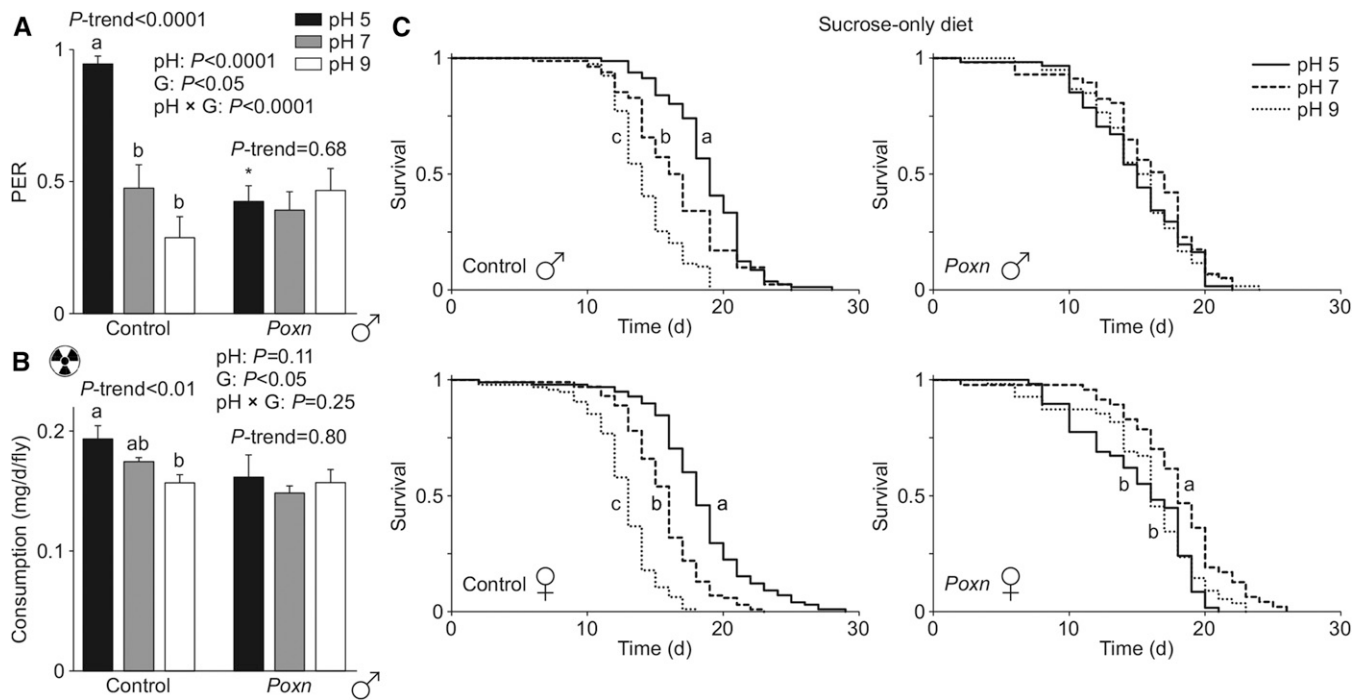 A
P-trend<0.0001
a
pH 5
pH 7
pH 9
pH: P<0.0001
G: P<0.05
pH × G: P<0.0001
P-trend=0.68
b
b
*
1
0.5
0
PER
Control
Poxn ♂
B
P-trend<0.01
pH: P=0.11
G: P<0.05
pH × G: P=0.25
P-trend=0.80
a
ab
b
0.2
0.1
0
Consumption (mg/d/fly)
Control
Poxn ♂
C
Sucrose-only diet
1
0.5
0
Survival
c
b
a
Control ♂
0
10
20
30
Time (d)
1
0.5
0
Survival
pH 5
pH 7
pH 9
Poxn ♂
0
10
20
30
Time (d)
1
0.5
0
Survival
c
b
a
Control ♀
0
10
20
30
Time (d)
1
0.5
0
Survival
b
a
b
Poxn ♀
0
10
20
30
Time (d)